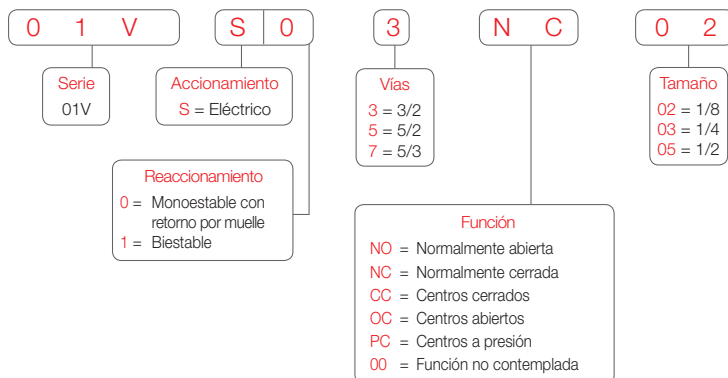 0 1 V S 0 3 N C 0 2
Serie
01V
Accionamiento
S = Eléctrico
Vías
3 = 3/2
5 = 5/2
7 = 5/3
Tamaño
02 = 1/8
03 = 1/4
05 = 1/2
Reaccionamiento
0 = Monoestable con
retorno por muelle
1 = Biestable
Función
NO = Normalmente abierta
NC = Normalmente cerrada
CC = Centros cerrados
OC = Centros abiertos
PC = Centros a presión
00 = Función no contemplada